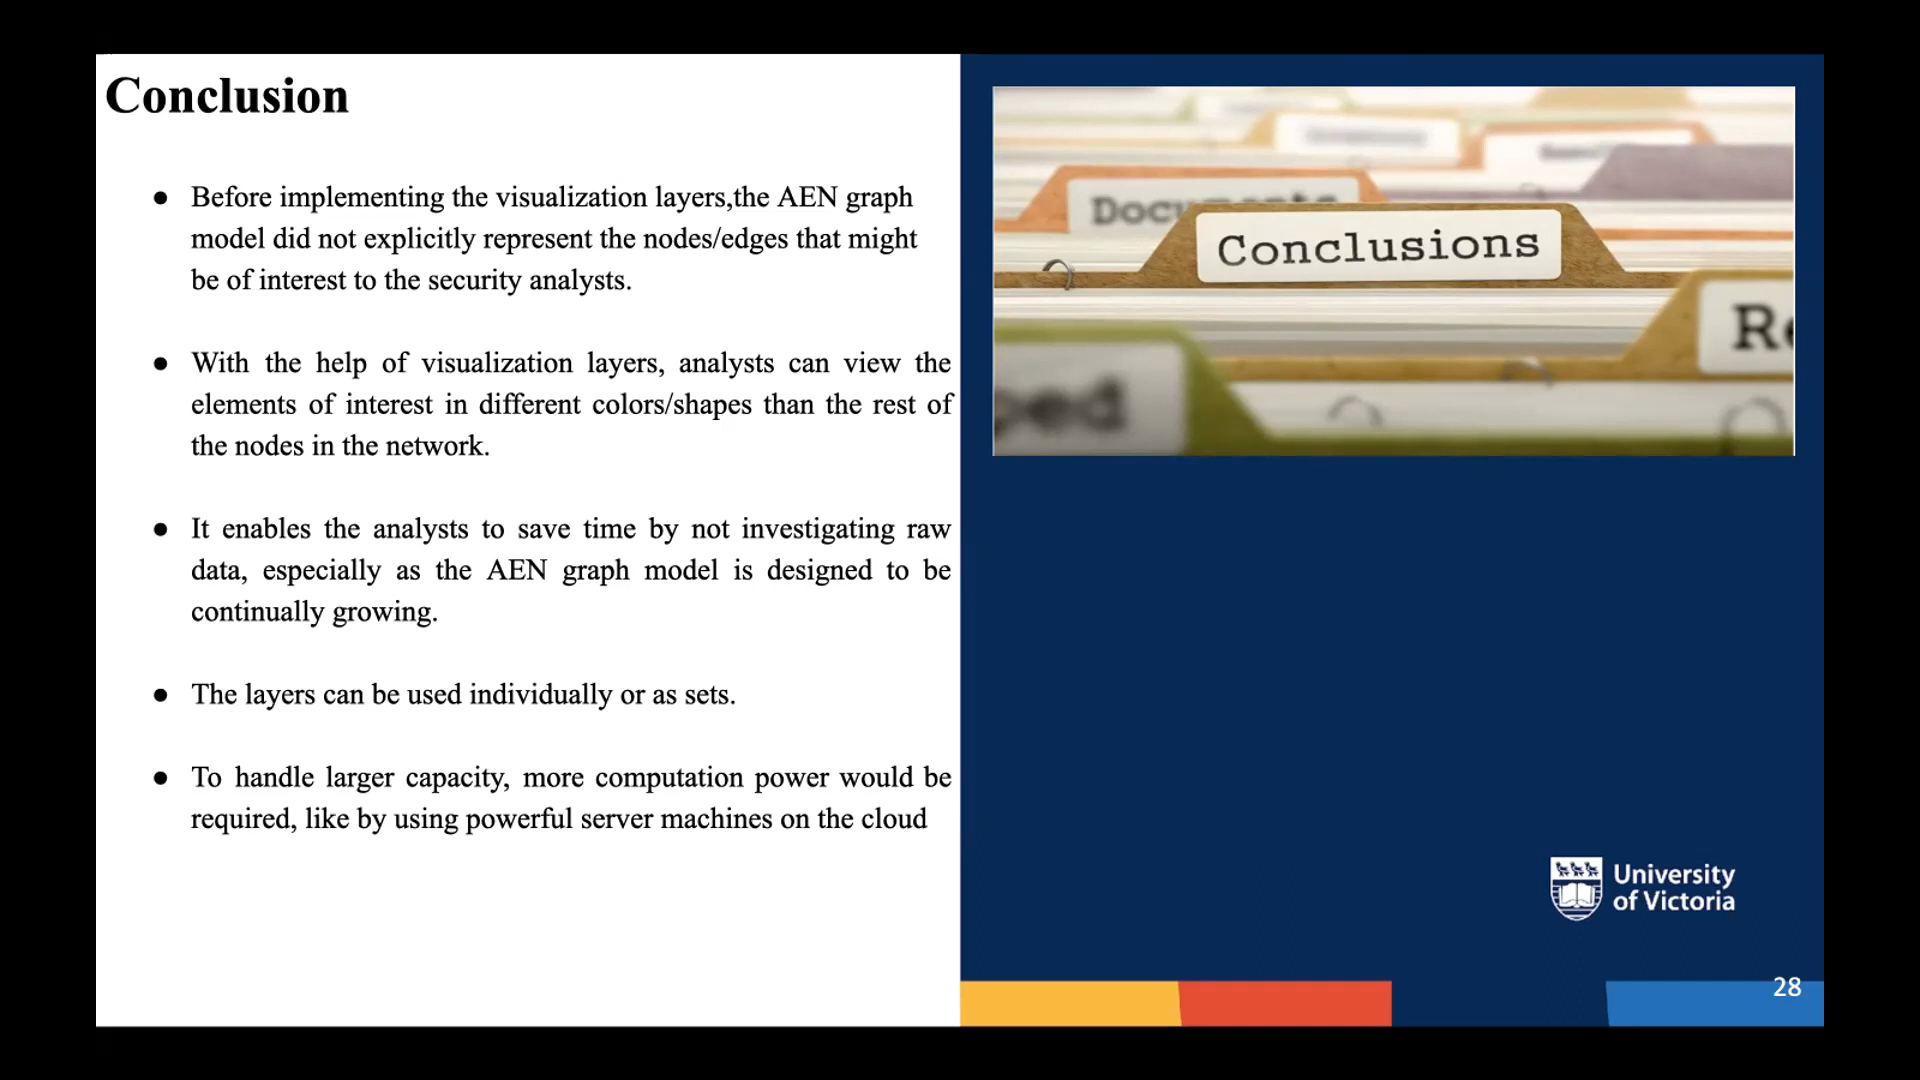 Conclusion
● Before implementing the visualization layers,the AEN graph
model did not explicitly represent the nodes/edges that might
be of interest to the security analysts.
● With the help of visualization layers, analysts can view the
elements of interest in different colors/shapes than the rest of
the nodes in the network.
● It enables the analysts to save time by not investigating raw
data, especially as the AEN graph model is designed to be
continually growing.
● The layers can be used individually or as sets.
● To handle larger capacity, more computation power would be
required, like by using powerful server machines on the cloud
Documents
Conclusions
University
of Victoria
28